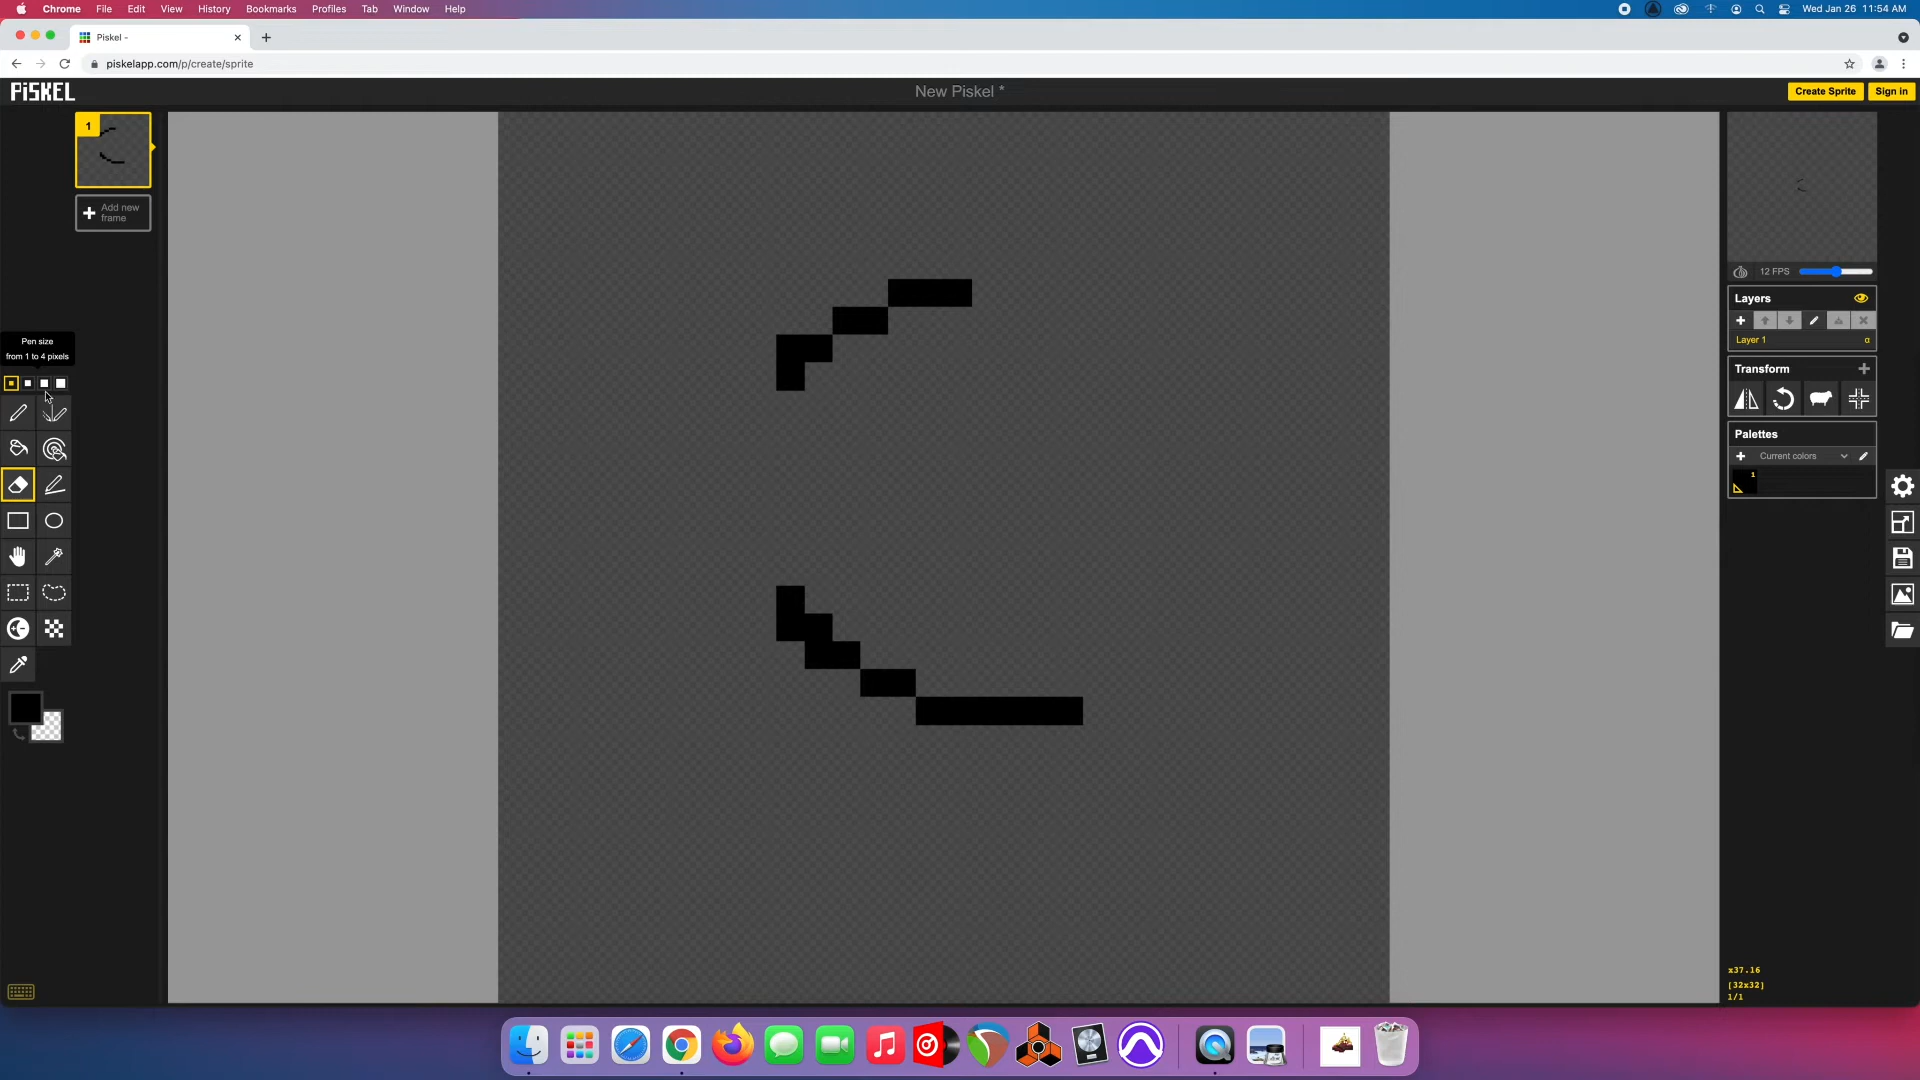 Chrome File Edit View History Bookmarks Profiles Tab Window Help
Wed Jan 26 11:54 AM
Piskel -
piskelapp.com/p/create/sprite
PiSKEL
New Piskel *
Create Sprite
Sign in
1
Add new
frame
Pen size
from 1 to 4 pixels
12 FPS
Layers
Layer 1
α
Transform
Palettes
Current colors
1
x37.16
[32x32]
1/1